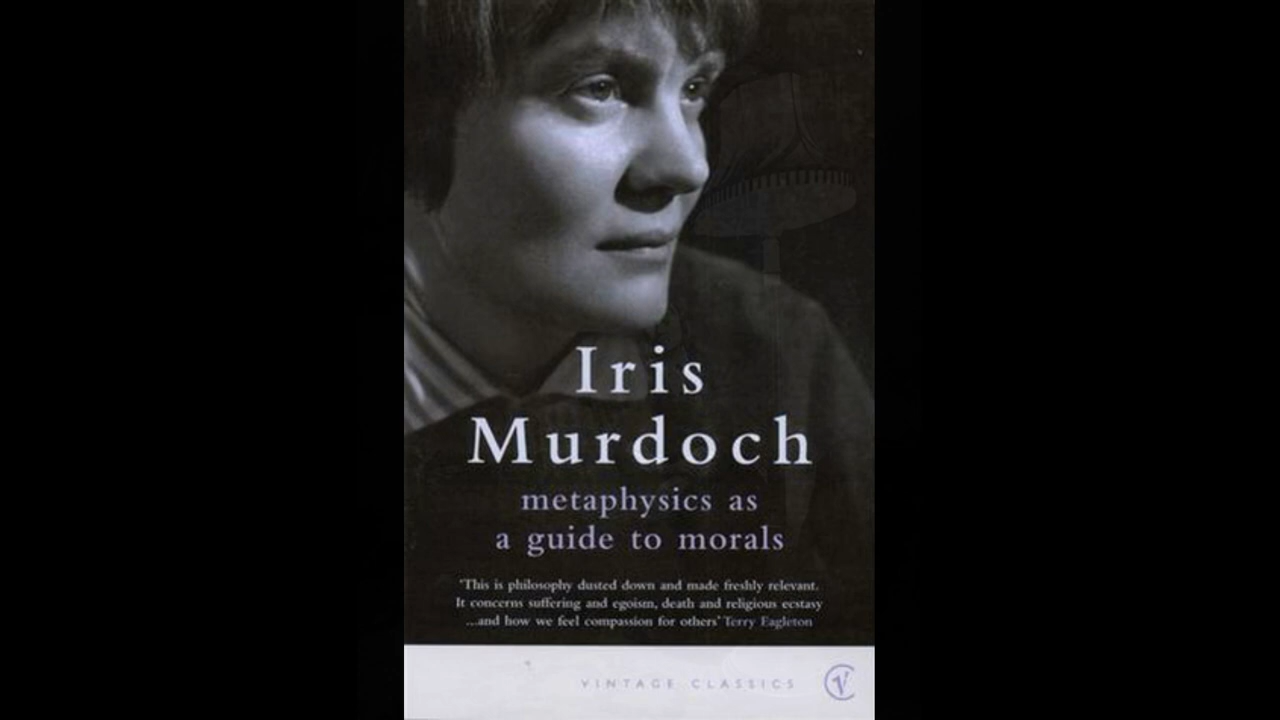 Iris
Murdoch
metaphysics as
a guide to morals
'This is philosophy dusted down and made freshly relevant.
It concerns suffering and egoism, death and religious ecstasy
...and how we feel compassion for others' Terry Eagleton
VINTAGE CLASSICS
V